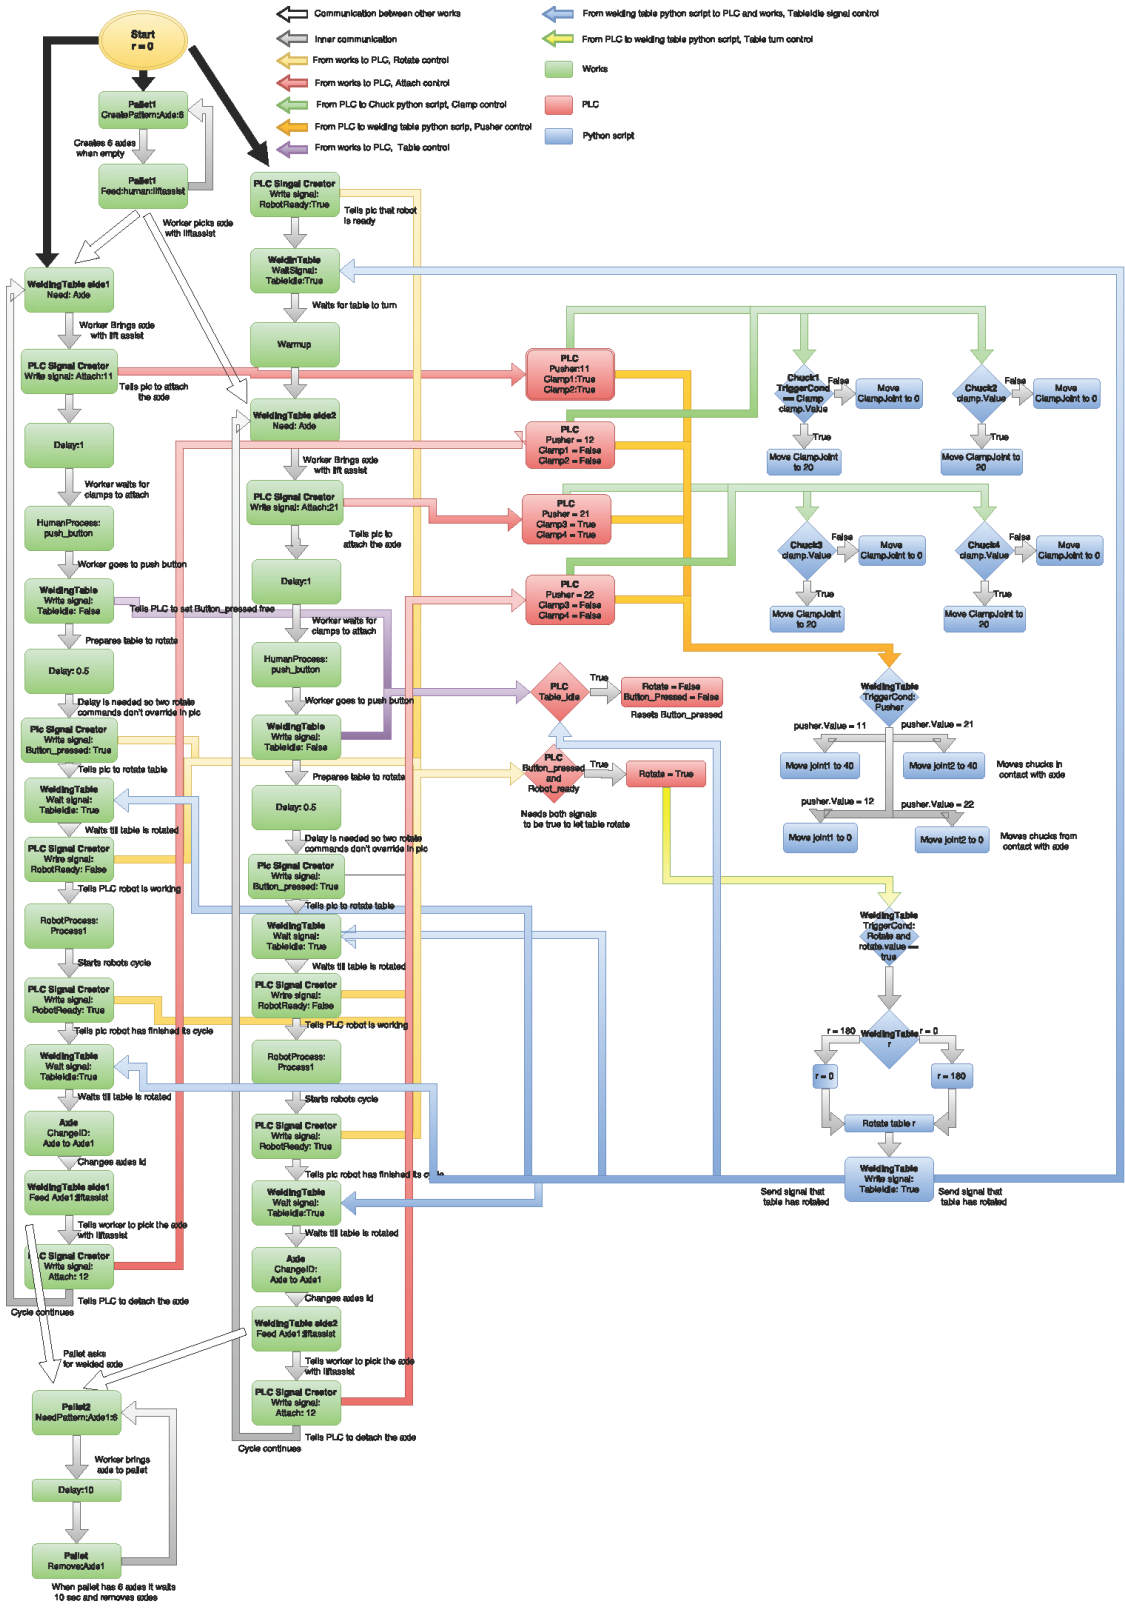 Start
r = 0
Communication between other works
Inner communication
From works to PLC, Rotate control
From works to PLC, Attach control
From PLC to Chuck python script, Clamp control
From PLC to welding table python scrip, Pusher control
From works to PLC, Table control
From welding table python script to PLC and works, TableIdle signal control
From PLC to welding table python script, Table turn control
Works
PLC
Python script
Pallet1
CreatePattern:Axle:6
Creates 6 axles
when empty
Pallet1
Feed:human:liftassist
Worker picks axle
with liftassist
WeldingTable side1
Need: Axle
Worker Brings axle
with lift assist
PLC Signal Creator
Write signal: Attach:11
Tells plc to attach
the axle
Delay:1
Worker waits for
clamps to attach
HumanProcess:
push_button
Worker goes to push button
WeldingTable
Write signal:
TableIdle: False
Tells PLC to set Button_pressed free
Prepares table to rotate
Delay: 0.5
Delay is needed so two rotate
commands don't override in plc
Plc Signal Creator
Write signal:
Button_pressed: True
Tells plc to rotate table
WeldingTable
Wait signal:
TableIdle: True
Waits till table is rotated
PLC Signal Creator
Wrire signal:
RobotReady: False
Tells PLC robot is working
RobotProcess:
Process1
Starts robots cycle
PLC Signal Creator
Write signal:
RobotReady: True
Tells plc robot has finished its cycle
WeldingTable
Wait signal:
TableIdle:True
Waits till table is rotated
Axle
ChangeID:
Axle to Axle1
Changes axles id
WeldingTable side1
Feed Axle1:liftassist
Tells worker to pick the axle
with liftassist
PLC Signal Creator
Write signal:
Attach: 12
Tells PLC to detach the axle
Cycle continues
Pallet asks
for welded axle
Pallet2
NeedPattern:Axle1:6
Worker brings
axle to pallet
Delay:10
Pallet
Remove:Axle1
When pallet has 6 axles it waits
10 sec and removes axles
PLC Singal Creator
Write signal:
RobotReady:True
Tells plc that robot
is ready
WeldinTable
WaitSignal:
TableIdle:True
Waits for table to turn
Warmup
WeldingTable side2
Need: Axle
Worker Brings axle
with lift assist
PLC Signal Creator
Write signal: Attach:21
Tells plc to
attach the axle
Delay:1
Worker waits for
clamps to attach
HumanProcess:
push_button
Worker goes to push button
WeldingTable
Write signal:
TableIdle: False
Prepares table to rotate
Delay: 0.5
Delay is needed so two rotate
commands don't override in plc
Plc Signal Creator
Write signal:
Button_pressed: True
Tells plc to rotate table
WeldingTable
Wait signal:
TableIdle: True
Waits till table is rotated
PLC Signal Creator
Wrire signal:
RobotReady: False
Tells PLC robot is working
RobotProcess:
Process1
Starts robots cycle
PLC Signal Creator
Write signal:
RobotReady: True
Tells plc robot has finished its cycle
WeldingTable
Wait signal:
TableIdle:True
Waits till table is rotated
Axle
ChangeID:
Axle to Axle1
Changes axles id
WeldingTable side2
Feed Axle1:liftassist
Tells worker to pick the axle
with liftassist
PLC Signal Creator
Write signal:
Attach: 12
Tells PLC to detach the axle
Cycle continues
PLC
Pusher:11
Clamp1:True
Clamp2:True
PLC
Pusher = 12
Clamp1 = False
Clamp2 = False
PLC
Pusher = 21
Clamp3 = True
Clamp4 = True
PLC
Pusher = 22
Clamp3 = False
Clamp4 = False
Chuck1
TriggerCond
== Clamp
clamp.Value
False
Move
ClampJoint to 0
True
Move ClampJoint
to 20
Chuck2
clamp.Value
False
Move
ClampJoint to 0
True
Move ClampJoint to
20
Chuck3
clamp.Value
False
Move
ClampJoint to 0
True
Move ClampJoint
to 20
Chuck4
clamp.Value
False
Move
ClampJoint to 0
True
Move ClampJoint to
20
PLC
Table_Idle
True
Rotate = False
Button_Pressed = False
Resets Button_pressed
PLC
Button_pressed
and
Robot_ready
True
Rotate = True
Needs both signals
to be true to let table rotate
WeldingTable
TriggerCond:
Pusher
pusher.Value = 11
pusher.Value = 21
Move joint1 to 40
Move joint2 to 40
Moves chucks in
contact with axle
pusher.Value = 12
pusher.Value = 22
Move joint1 to 0
Move joint2 to 0
Moves chucks from
contact with axle
WeldingTable
TriggerCond:
Rotate and
rotate.value ==
true
WeldingTable
r
r = 180
r = 0
r = 0
r = 180
Rotate table r
WeldingTable
Write signal:
TableIdle: True
Send signal that
table has rotated
Send signal that
table has rotated